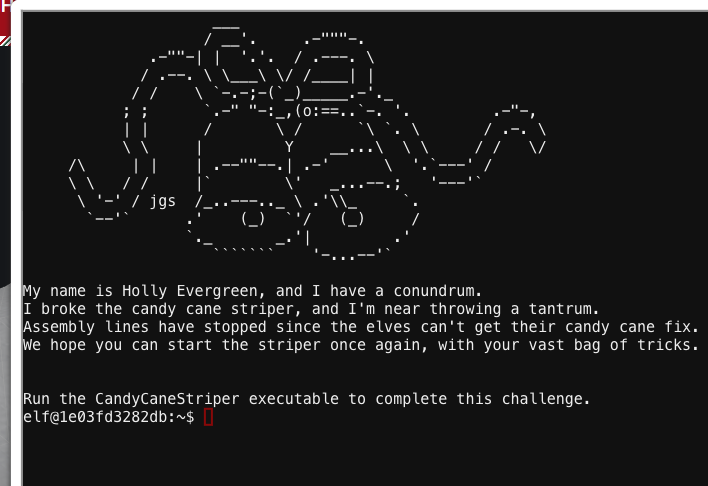 jgs
My name is Holly Evergreen, and I have a conundrum.
I broke the candy cane striper, and I'm near throwing a tantrum.
Assembly lines have stopped since the elves can't get their candy cane fix.
We hope you can start the striper once again, with your vast bag of tricks.
Run the CandyCaneStriper executable to complete this challenge.
elf@1e03fd3282db:~$